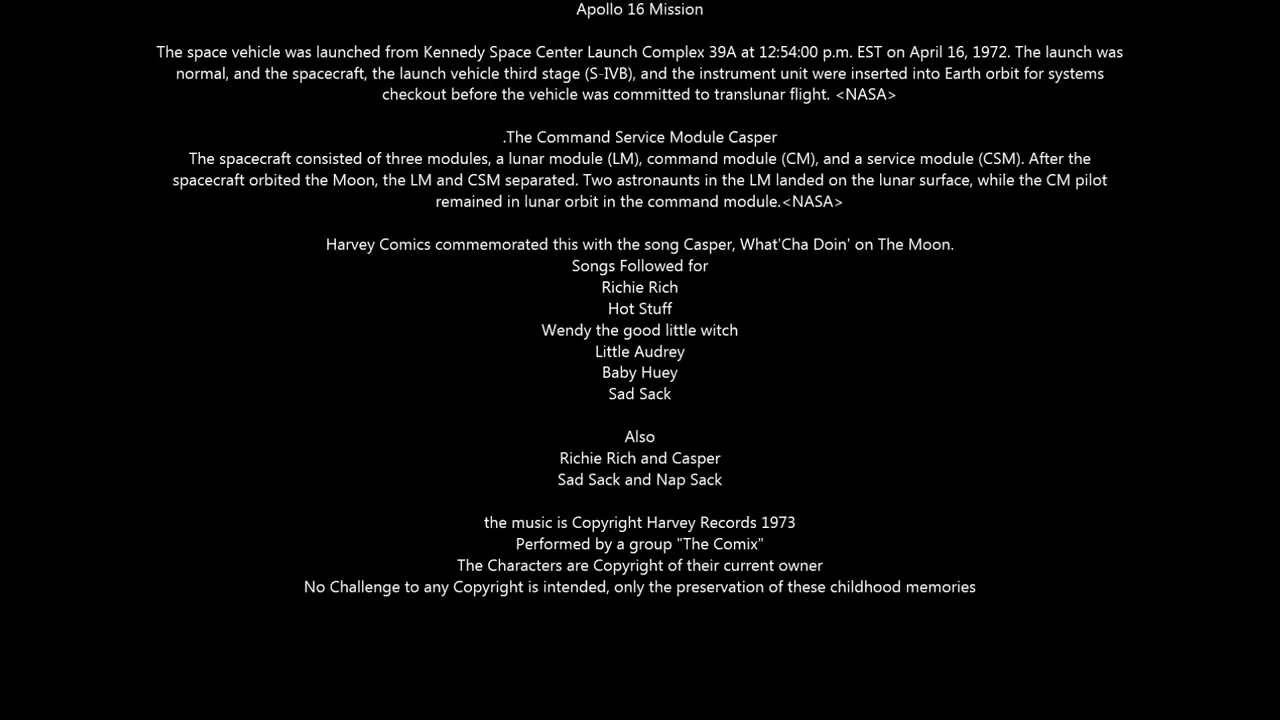 Apollo 16 Mission
The space vehicle was launched from Kennedy Space Center Launch Complex 39A at 12:54:00 p.m. EST on April 16, 1972. The launch was
normal, and the spacecraft, the launch vehicle third stage (S-IVB), and the instrument unit were inserted into Earth orbit for systems
checkout before the vehicle was committed to translunar flight. <NASA>
.The Command Service Module Casper
The spacecraft consisted of three modules, a lunar module (LM), command module (CM), and a service module (CSM). After the
spacecraft orbited the Moon, the LM and CSM separated. Two astronaunts in the LM landed on the lunar surface, while the CM pilot
remained in lunar orbit in the command module.<NASA>
Harvey Comics commemorated this with the song Casper, What'Cha Doin' on The Moon.
Songs Followed for
Richie Rich
Hot Stuff
Wendy the good little witch
Little Audrey
Baby Huey
Sad Sack
Also
Richie Rich and Casper
Sad Sack and Nap Sack
the music is Copyright Harvey Records 1973
Performed by a group "The Comix"
The Characters are Copyright of their current owner
No Challenge to any Copyright is intended, only the preservation of these childhood memories